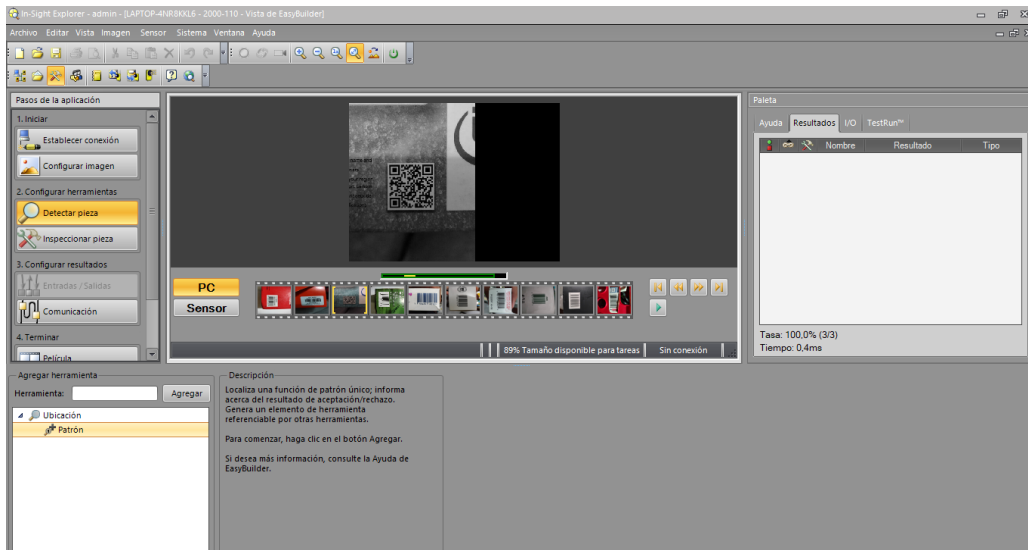 In-Sight Explorer - admin - [LAPTOP-4NR8KKL6 - 2000-110 - Vista de EasyBuilder]
Archivo Editar Vista Imagen Sensor Sistema Ventana Ayuda
Pasos de la aplicación
1. Iniciar
Establecer conexión
Configurar imagen
2. Configurar herramientas
Detectar pieza
Inspeccionar pieza
3. Configurar resultados
Entradas / Salidas
Comunicación
4. Terminar
Película
PC
Sensor
89% Tamaño disponible para tareas Sin conexión
Paleta
Ayuda Resultados I/O TestRun™
Nombre Resultado Tipo
Tasa: 100,0% (3/3)
Tiempo: 0,4ms
Agregar herramienta
Herramienta: Agregar
Ubicación
Patrón
Descripción
Localiza una función de patrón único; informa
acerca del resultado de aceptación/rechazo.
Genera un elemento de herramienta
referenciable por otras herramientas.
Para comenzar, haga clic en el botón Agregar.
Si desea más información, consulte la Ayuda de
EasyBuilder.